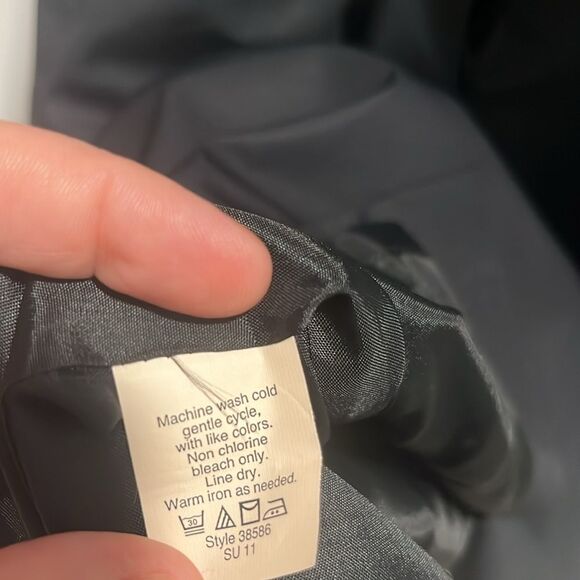 Machine wash cold
gentle cycle,
with like colors.
Non chlorine
bleach only.
Line dry.
Warm iron as needed.
30
Style 38586
SU 11